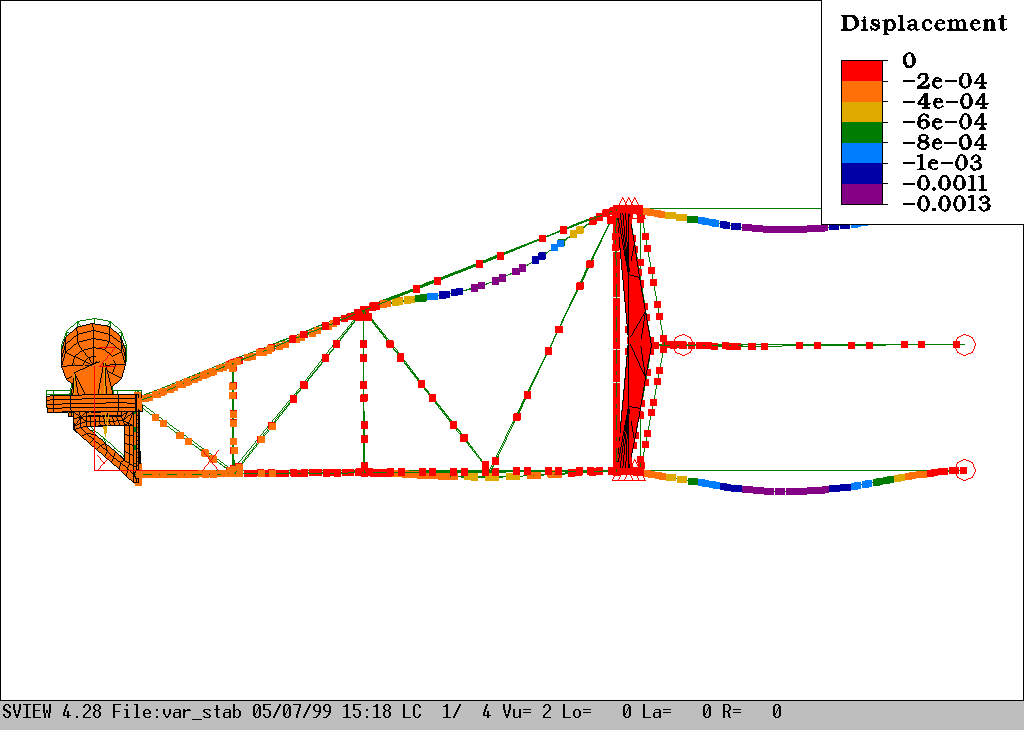 Displacement
0
-2e-04
-4e-04
-6e-04
-8e-04
-1e-03
-0.0011
-0.0013
SVIEW 4.28 File:var_stab 05/07/99 15:18 LC 1/ 4 Vu= 2 Lo= 0 La= 0 R= 0